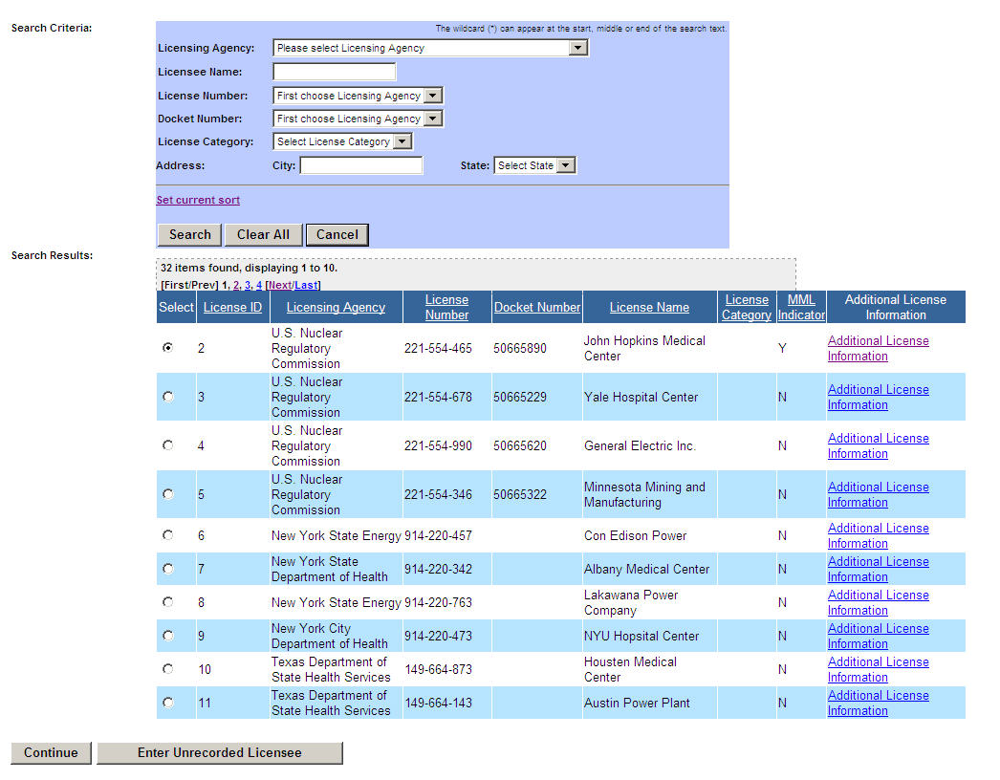 Search Criteria:
The wildcard (*) can appear at the start, middle or end of the search text.
Licensing Agency: Please select Licensing Agency
Licensee Name:
License Number: First choose Licensing Agency
Docket Number: First choose Licensing Agency
License Category: Select License Category
Address: City: State: Select State
Set current sort
Search Clear All Cancel
Search Results:
32 items found, displaying 1 to 10.
[First/Prev] 1, 2, 3, 4 [Next/Last]
Select License ID Licensing Agency License Number Docket Number License Name License Category MML Indicator Additional License Information
2 U.S. Nuclear Regulatory Commission 221-554-465 50665890 John Hopkins Medical Center Y Additional License Information
3 U.S. Nuclear Regulatory Commission 221-554-678 50665229 Yale Hospital Center N Additional License Information
4 U.S. Nuclear Regulatory Commission 221-554-990 50665620 General Electric Inc. N Additional License Information
5 U.S. Nuclear Regulatory Commission 221-554-346 50665322 Minnesota Mining and Manufacturing N Additional License Information
6 New York State Energy 914-220-457 Con Edison Power N Additional License Information
7 New York State Department of Health 914-220-342 Albany Medical Center N Additional License Information
8 New York State Energy 914-220-763 Lakawana Power Company N Additional License Information
9 New York City Department of Health 914-220-473 NYU Hopsital Center N Additional License Information
10 Texas Department of State Health Services 149-664-873 Housten Medical Center N Additional License Information
11 Texas Department of State Health Services 149-664-143 Austin Power Plant N Additional License Information
Continue Enter Unrecorded Licensee